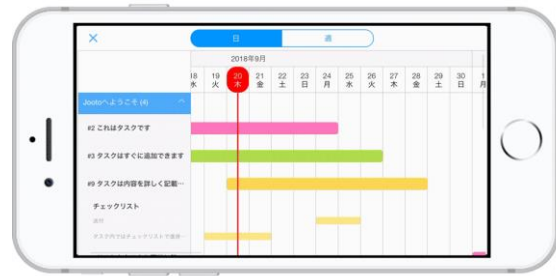 ×
日 週
2018年9月
18 19 20 21 22 23 24 25 26 27 28 29 30 1
水 火 木 金 土 日 月 火 水 木 金 土 日 月
Jootoへようこそ (4)
#2 これはタスクです
#3 タスクはすぐに追加できます
#9 タスクは内容を詳しく記載…
チェックリスト